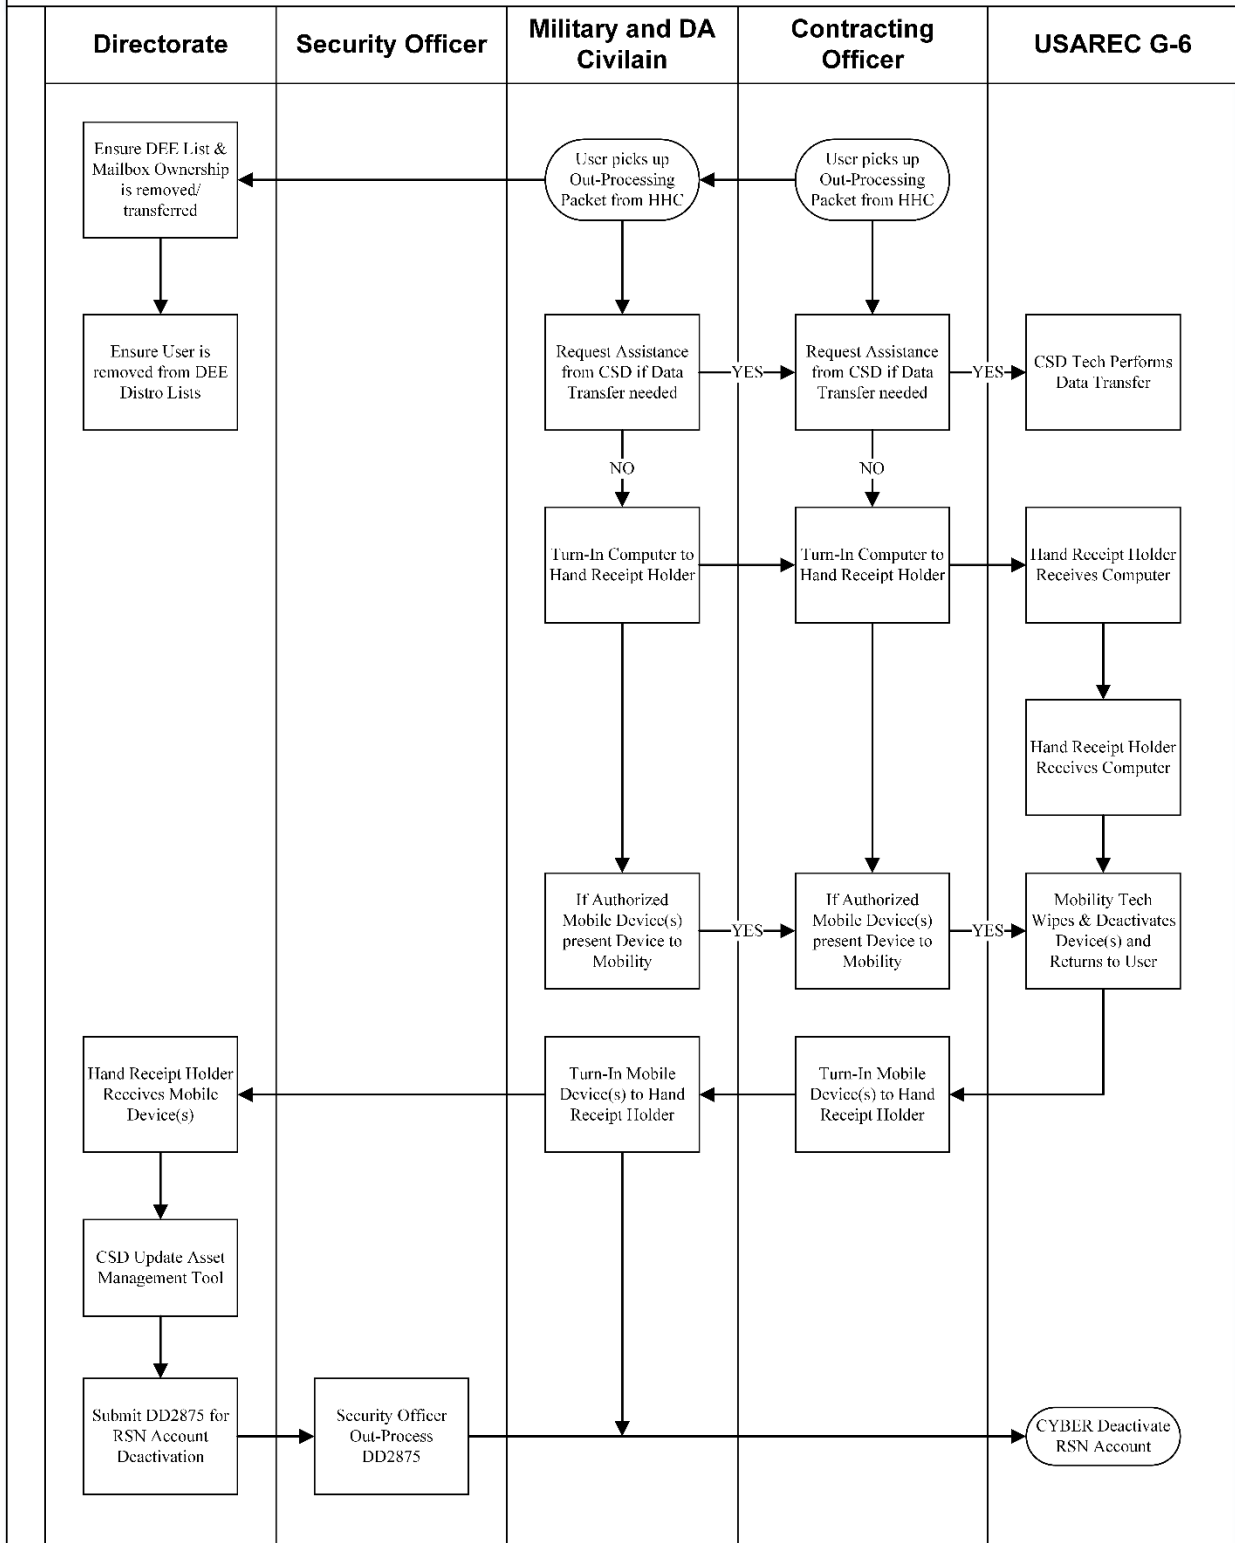 Directorate
Security Officer
Military and DA
Civilain
Contracting
Officer
USAREC G-6
Ensure DEE List &
Mailbox Ownership
is removed/
transferred
User picks up
Out-Processing
Packet from HHC
User picks up
Out-Processing
Packet from HHC
Ensure User is
removed from DEE
Distro Lists
Request Assistance
from CSD if Data
Transfer needed
YES
Request Assistance
from CSD if Data
Transfer needed
YES
CSD Tech Performs
Data Transfer
NO
NO
Turn-In Computer to
Hand Receipt Holder
Turn-In Computer to
Hand Receipt Holder
Hand Receipt Holder
Receives Computer
Hand Receipt Holder
Receives Computer
If Authorized
Mobile Device(s)
present Device to
Mobility
YES
If Authorized
Mobile Device(s)
present Device to
Mobility
YES
Mobility Tech
Wipes & Deactivates
Device(s) and
Returns to User
Hand Receipt Holder
Receives Mobile
Device(s)
Turn-In Mobile
Device(s) to Hand
Receipt Holder
Turn-In Mobile
Device(s) to Hand
Receipt Holder
CSD Update Asset
Management Tool
Submit DD2875 for
RSN Account
Deactivation
Security Officer
Out-Process
DD2875
CYBER Deactivate
RSN Account